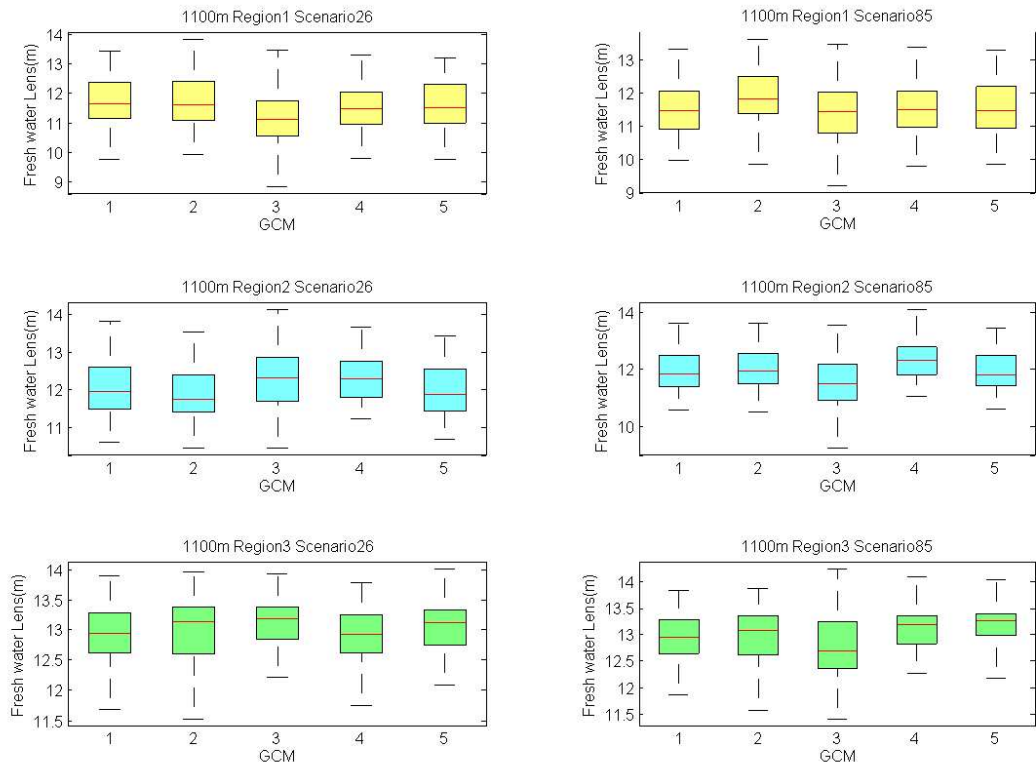 1100m Region1 Scenario26
Fresh water Lens(m)
14
13
12
11
10
9
1 2 3 4 5
GCM
1100m Region1 Scenario85
Fresh water Lens(m)
13
12
11
10
9
1 2 3 4 5
GCM
1100m Region2 Scenario26
Fresh water Lens(m)
14
13
12
11
1 2 3 4 5
GCM
1100m Region2 Scenario85
Fresh water Lens(m)
14
12
10
1 2 3 4 5
GCM
1100m Region3 Scenario26
Fresh water Lens(m)
14
13.5
13
12.5
12
11.5
1 2 3 4 5
GCM
1100m Region3 Scenario85
Fresh water Lens(m)
14
13.5
13
12.5
12
11.5
1 2 3 4 5
GCM